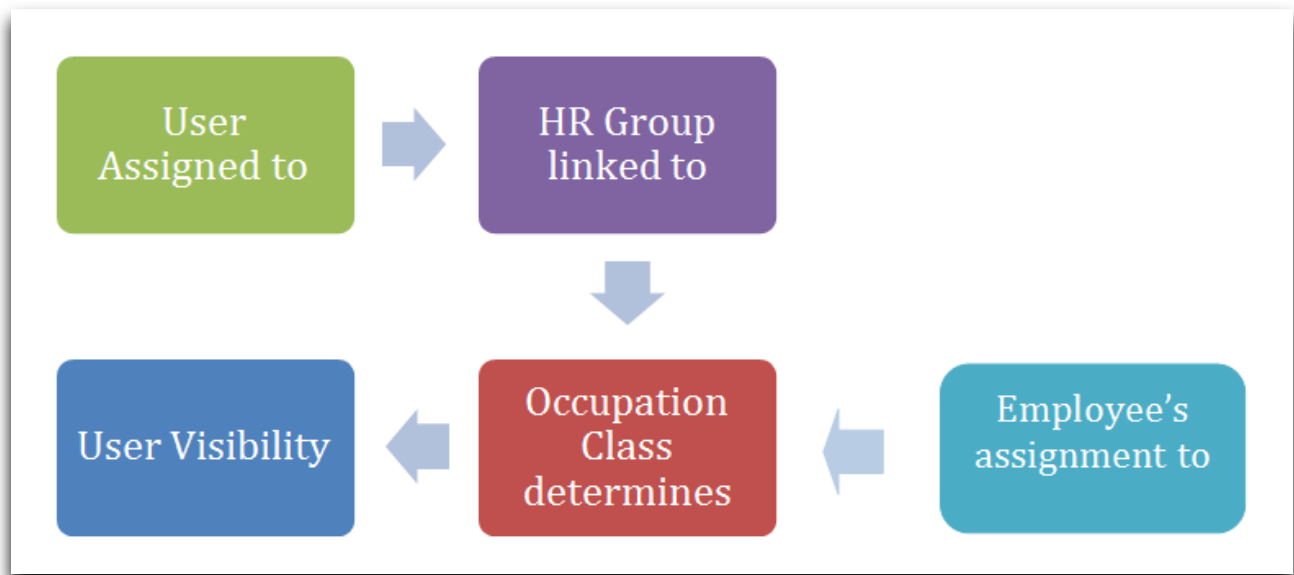 User
Assigned to
HR Group
linked to
User Visibility
Occupation
Class
determines
Employee’s
assignment to